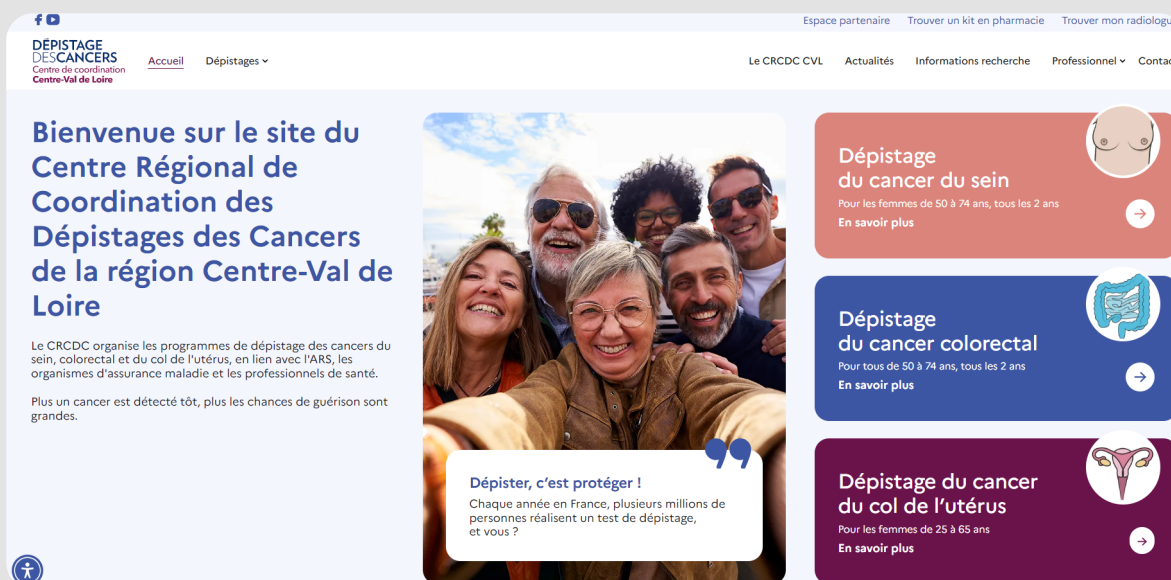 Espace partenaire
Trouver un kit en pharmacie
Trouver mon
DÉPISTAGE
DESCANCERS
Centre de coordination
Centre-Val de Loire
Accueil
Dépistages
Le CRCDC CVL
Actualités
Informations recherche
Professionnel
Bienvenue sur le site du
Centre Régional de
Coordination des
Dépistages des Cancers
de la région Centre-Val de
Loire
Le CRCDC organise les programmes de dépistage des cancers du
sein, colorectal et du col de l'utérus, en lien avec l'ARS, les
organismes d'assurance maladie et les professionnels de santé.
Plus un cancer est détecté tôt, plus les chances de guérison sont
grandes.
Dépister, c’est protéger !
Chaque année en France, plusieurs millions de
personnes réalisent un test de dépistage,
et vous ?
Dépistage
du cancer du sein
Pour les femmes de 50 à 74 ans, tous les 2 ans
En savoir plus
Dépistage
du cancer colorectal
Pour tous de 50 à 74 ans, tous les 2 ans
En savoir plus
Dépistage du cancer
du col de l’utérus
Pour les femmes de 25 à 65 ans
En savoir plus